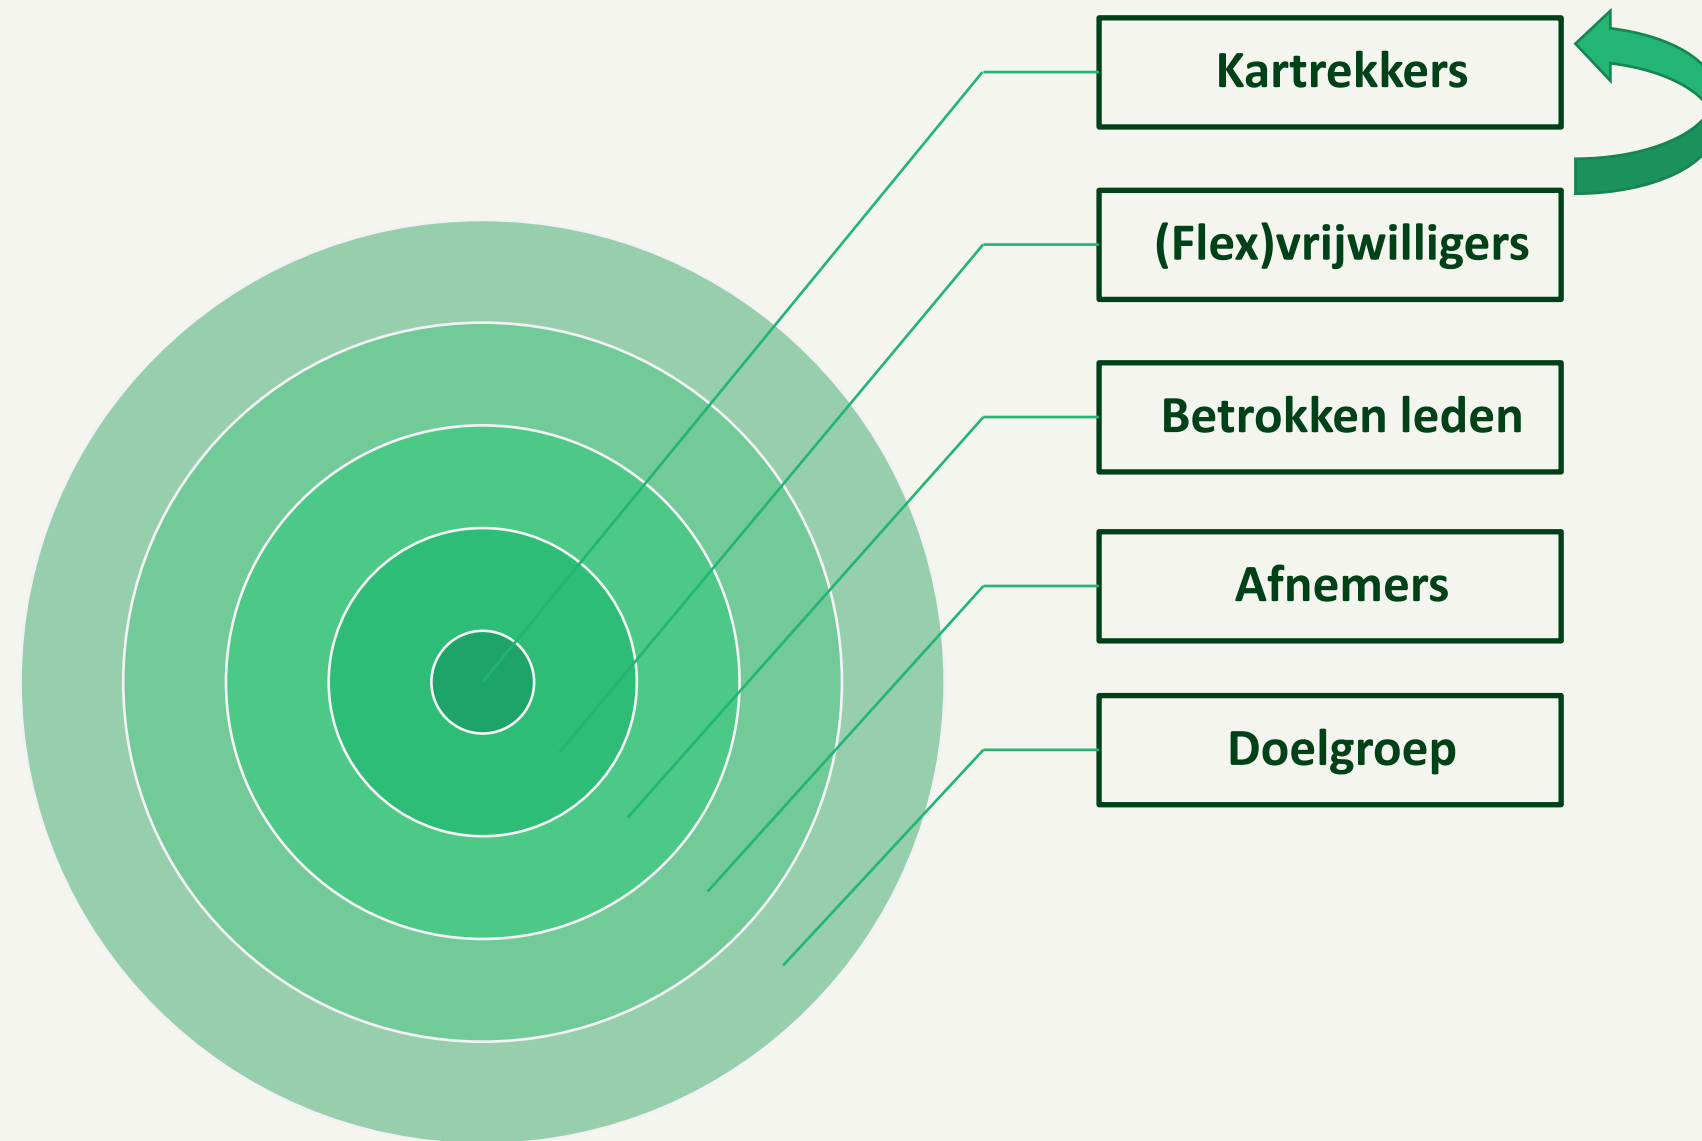 Kartrekkers
(Flex)vrijwilligers
Betrokken leden
Afnemers
Doelgroep